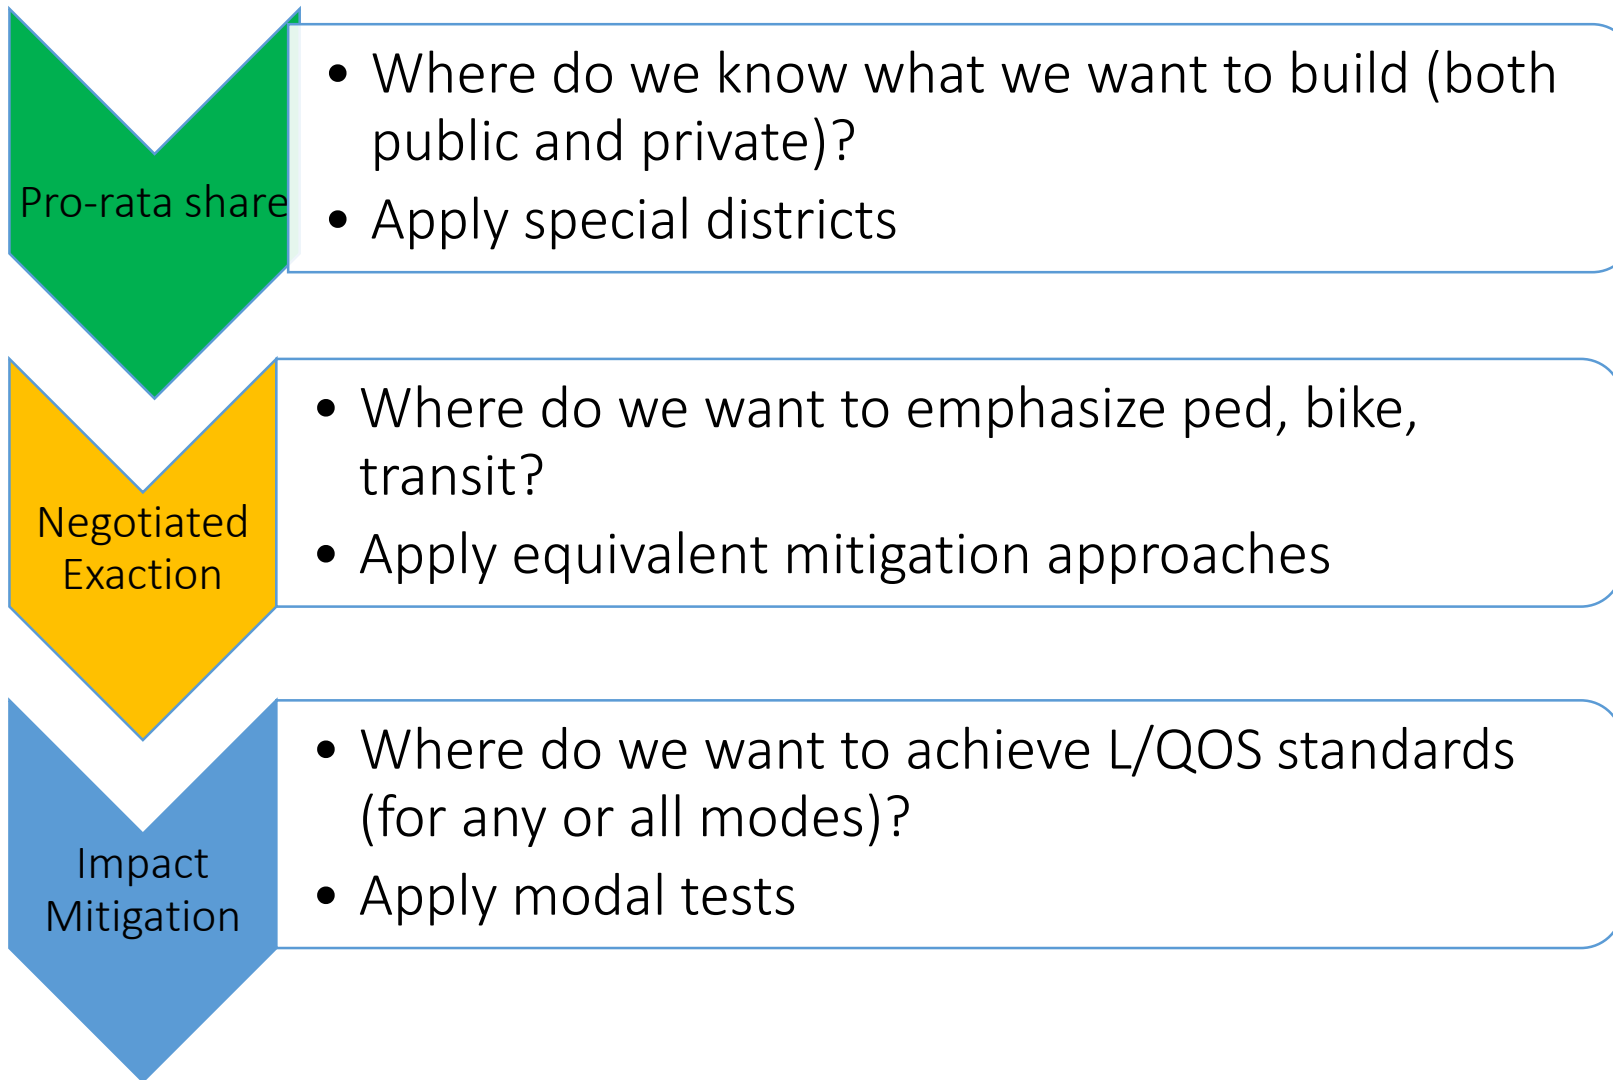 Pro-rata share
• Where do we know what we want to build (both
public and private)?
• Apply special districts
Negotiated
Exaction
• Where do we want to emphasize ped, bike,
transit?
• Apply equivalent mitigation approaches
Impact
Mitigation
• Where do we want to achieve L/QOS standards
(for any or all modes)?
• Apply modal tests